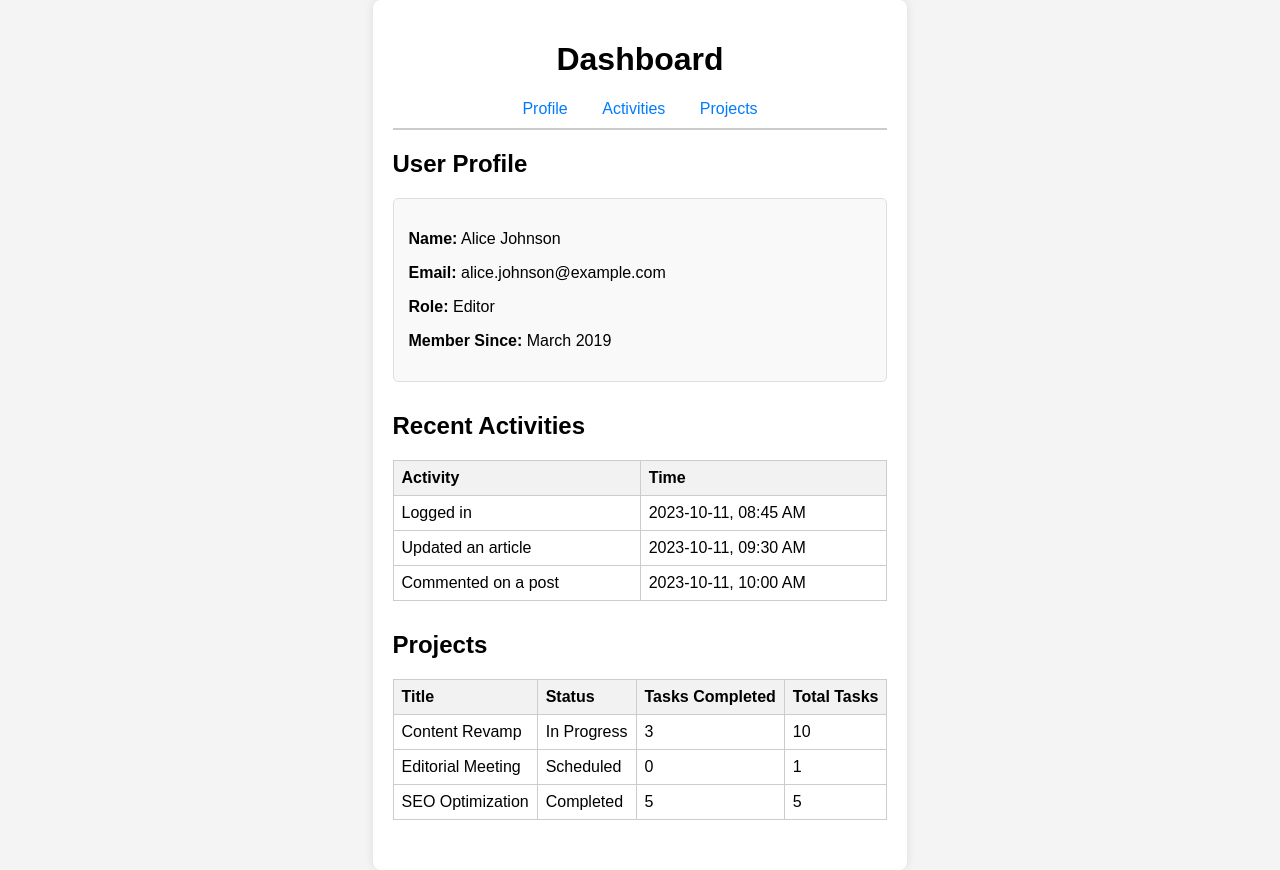 Dashboard
Profile Activities Projects
User Profile
Name: Alice Johnson
Email: alice.johnson@example.com
Role: Editor
Member Since: March 2019
Recent Activities
Activity Time
Logged in 2023-10-11, 08:45 AM
Updated an article 2023-10-11, 09:30 AM
Commented on a post 2023-10-11, 10:00 AM
Projects
Title Status Tasks Completed Total Tasks
Content Revamp In Progress 3 10
Editorial Meeting Scheduled 0 1
SEO Optimization Completed 5 5